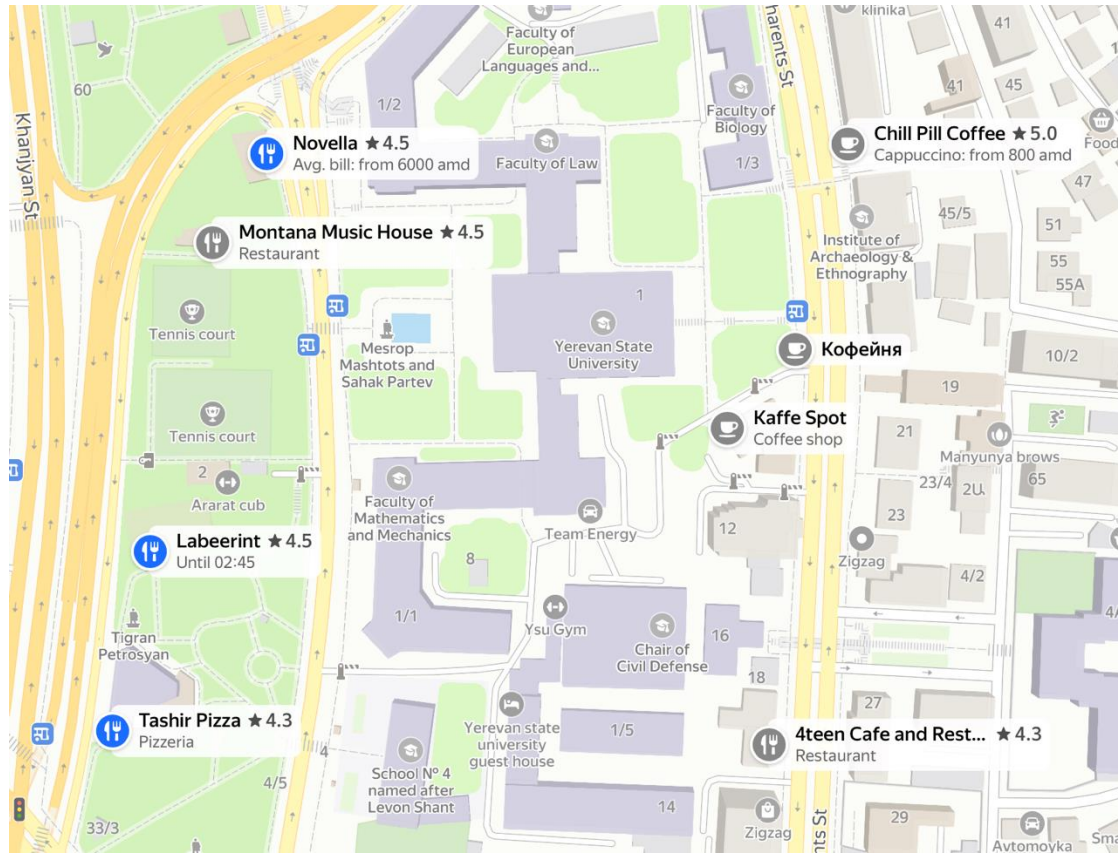 klinika
41
41
45
Faculty of
European
Languages and...
60
1/2
Faculty of
Biology
1/3
Charents St
Khanjyan St
Novella ★ 4.5
Avg. bill: from 6000 amd
Faculty of Law
Chill Pill Coffee ★ 5.0
Cappuccino: from 800 amd
Food
47
45/5
51
Montana Music House ★ 4.5
Restaurant
Institute of
Archaeology &
Ethnography
55
55A
1
Tennis court
Mesrop
Mashtots and
Sahak Partev
Yerevan State
University
Кофейня
10/2
19
Tennis court
Kaffe Spot
Coffee shop
21
Manyunya brows
2
Ararat cub
Faculty of
Mathematics
and Mechanics
23/4
2Ա
65
23
Team Energy
12
Labeerint ★ 4.5
Until 02:45
8
Zigzag
4/2
1/1
Ysu Gym
Tigran
Petrosyan
Chair of
Civil Defense
16
18
27
Tashir Pizza ★ 4.3
Pizzeria
Yerevan state
university
guest house
1/5
4teen Cafe and Rest... ★ 4.3
Restaurant
4
4/5
School Nº 4
named after
Levon Shant
14
33/3
Zigzag
29
Avtomoyka